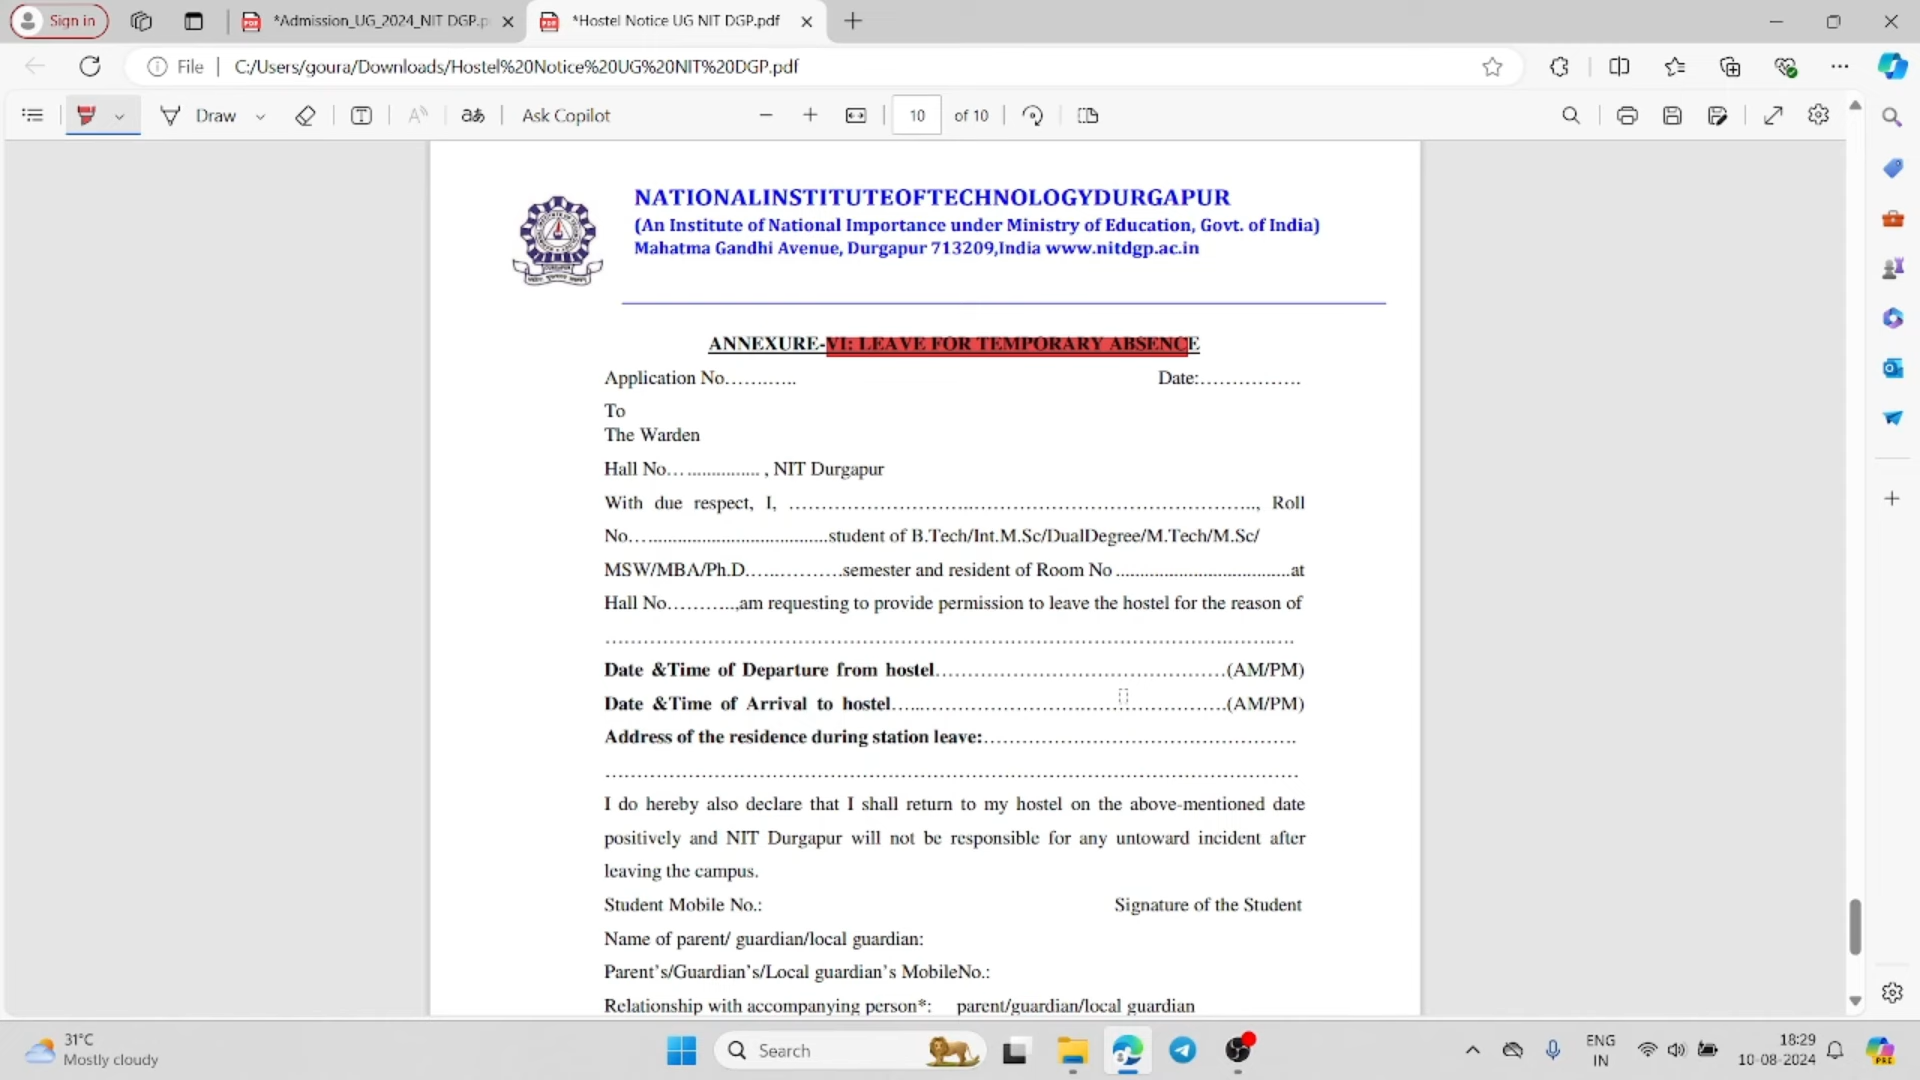 Sign in
*Admission_UG_2024_NIT DGP.p
*Hostel Notice UG NIT DGP.pdf
File
C:/Users/goura/Downloads/Hostel%20Notice%20UG%20NIT%20DGP.pdf
Draw
aあ
Ask Copilot
10 of 10
NATIONALINSTITUTEOFTECHNOLOGYDURGAPUR
(An Institute of National Importance under Ministry of Education, Govt. of India)
Mahatma Gandhi Avenue, Durgapur 713209,India www.nitdgp.ac.in
ANNEXURE-VI: LEAVE FOR TEMPORARY ABSENCE
Application No………… Date:…………….
To
The Warden
Hall No…............... , NIT Durgapur
With due respect, I, ……………………………………………………………….., Roll
No….....................................student of B.Tech/Int.M.Sc/DualDegree/M.Tech/M.Sc/
MSW/MBA/Ph.D…..……….semester and resident of Room No .....................................at
Hall No………..,am requesting to provide permission to leave the hostel for the reason of
……………………………………………………………………………………………….
Date &Time of Departure from hostel……………………………………….(AM/PM)
Date &Time of Arrival to hostel…..………………………………………….(AM/PM)
Address of the residence during station leave:………………………………………….
………………………………………………………………………………………………
I do hereby also declare that I shall return to my hostel on the above-mentioned date
positively and NIT Durgapur will not be responsible for any untoward incident after
leaving the campus.
Student Mobile No.: Signature of the Student
Name of parent/ guardian/local guardian:
Parent's/Guardian's/Local guardian's MobileNo.:
Relationship with accompanying person*: parent/guardian/local guardian
31°C
Mostly cloudy
Search
ENG
IN
18:29
10-08-2024